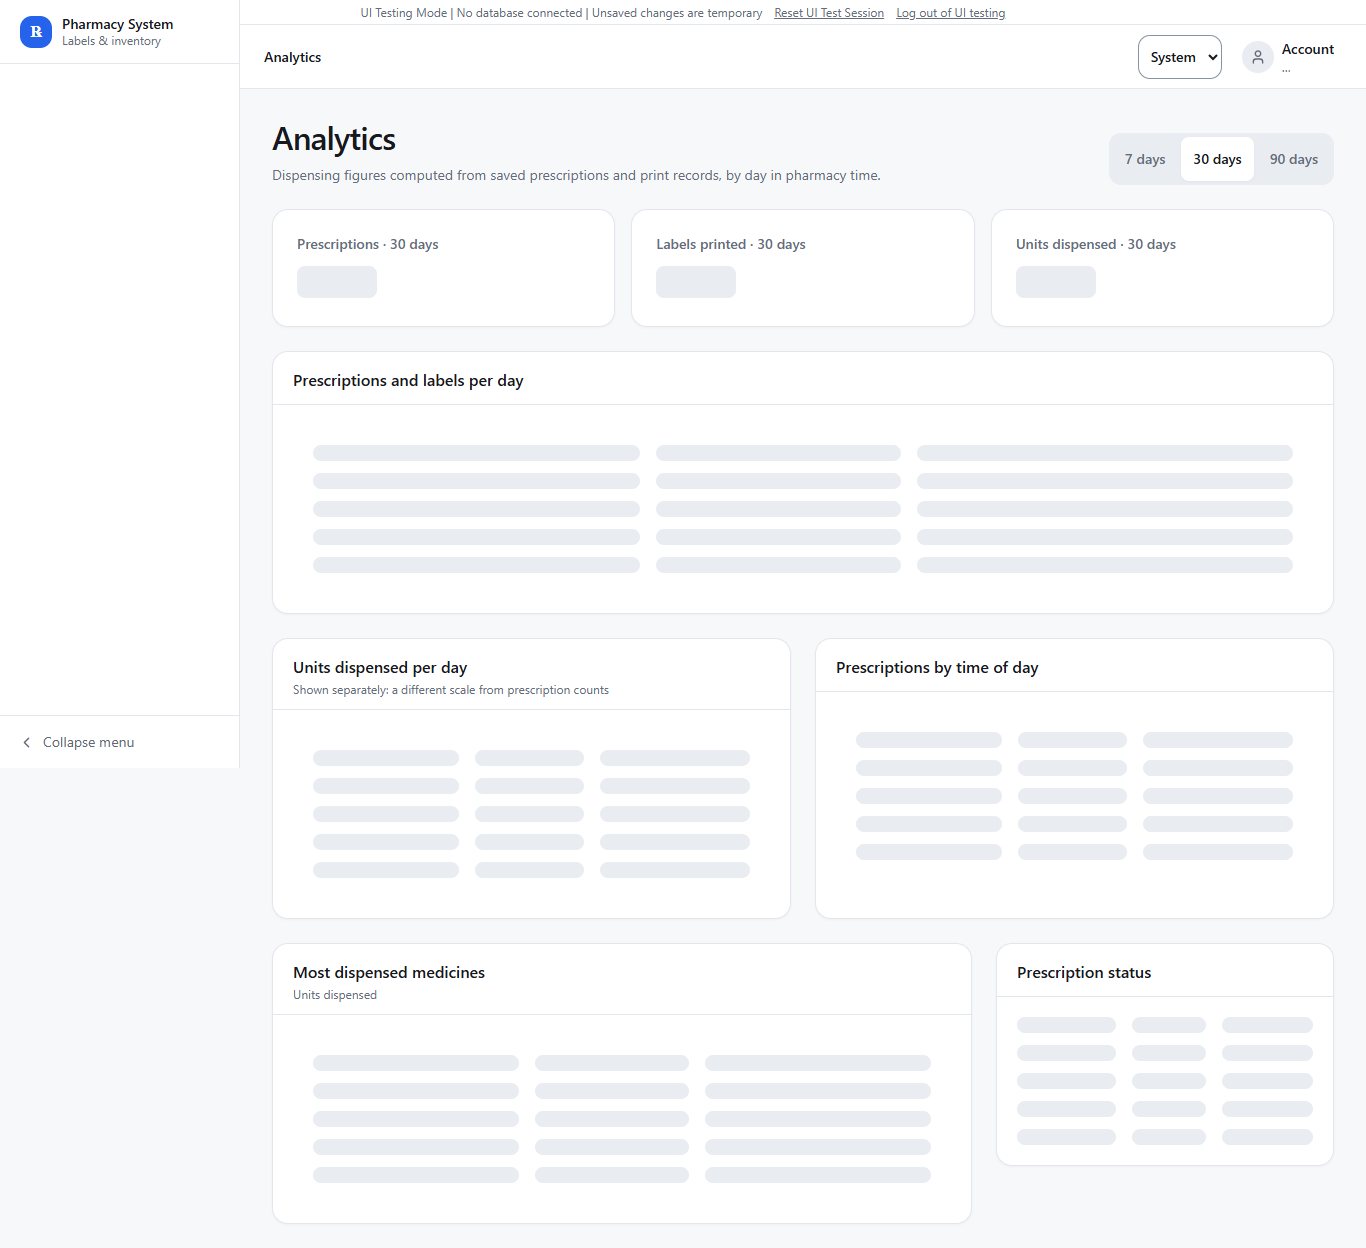 ℞
Pharmacy System
Labels & inventory
UI Testing Mode | No database connected | Unsaved changes are temporary Reset UI Test Session Log out of UI testing
Analytics
System
Account
...
Analytics
Dispensing figures computed from saved prescriptions and print records, by day in pharmacy time.
7 days 30 days 90 days
Prescriptions · 30 days
Labels printed · 30 days
Units dispensed · 30 days
Prescriptions and labels per day
Units dispensed per day
Shown separately: a different scale from prescription counts
Prescriptions by time of day
Collapse menu
Most dispensed medicines
Units dispensed
Prescription status